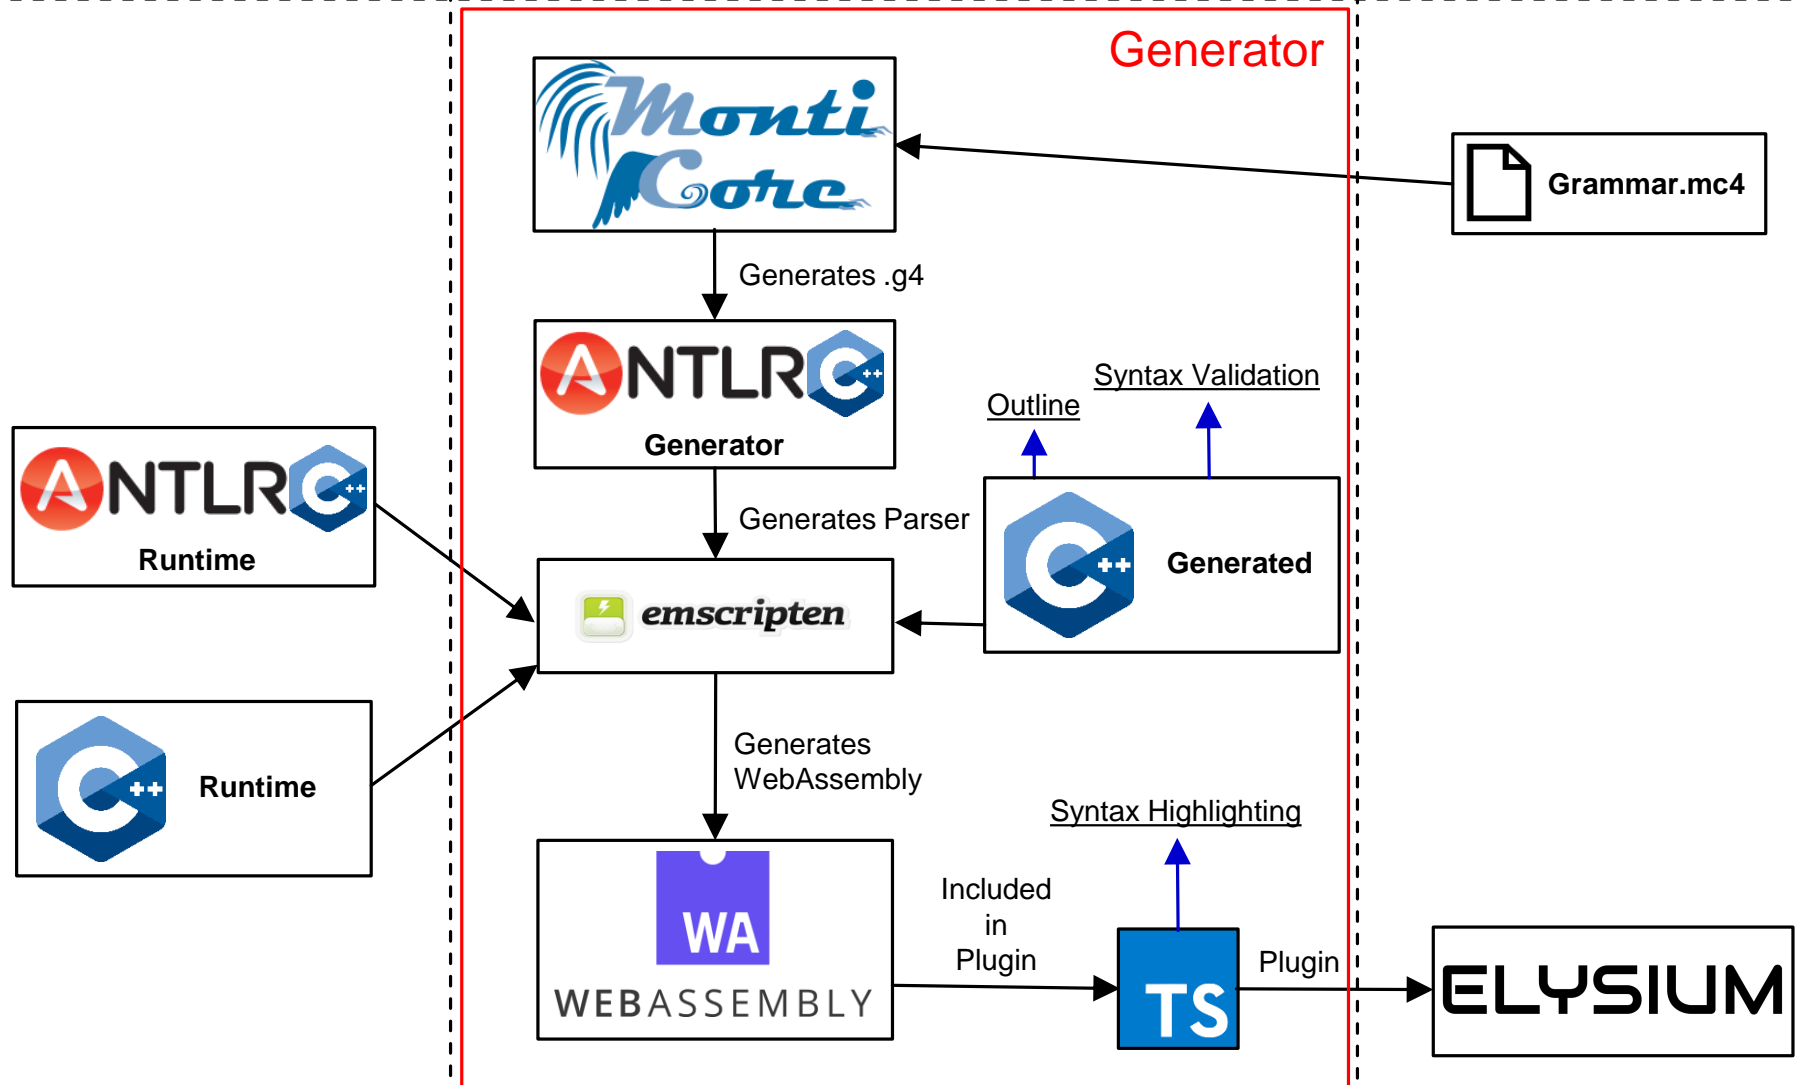 Generator
Monti
Core
Grammar.mc4
Generates .g4
ANTLR C++
Generator
Syntax Validation
Outline
ANTLR C++
Runtime
Generates Parser
C++
Generated
emscripten
C++
Runtime
Generates
WebAssembly
Syntax Highlighting
WA
WEBASSEMBLY
Included
in
Plugin
TS
Plugin
ELYSIUM